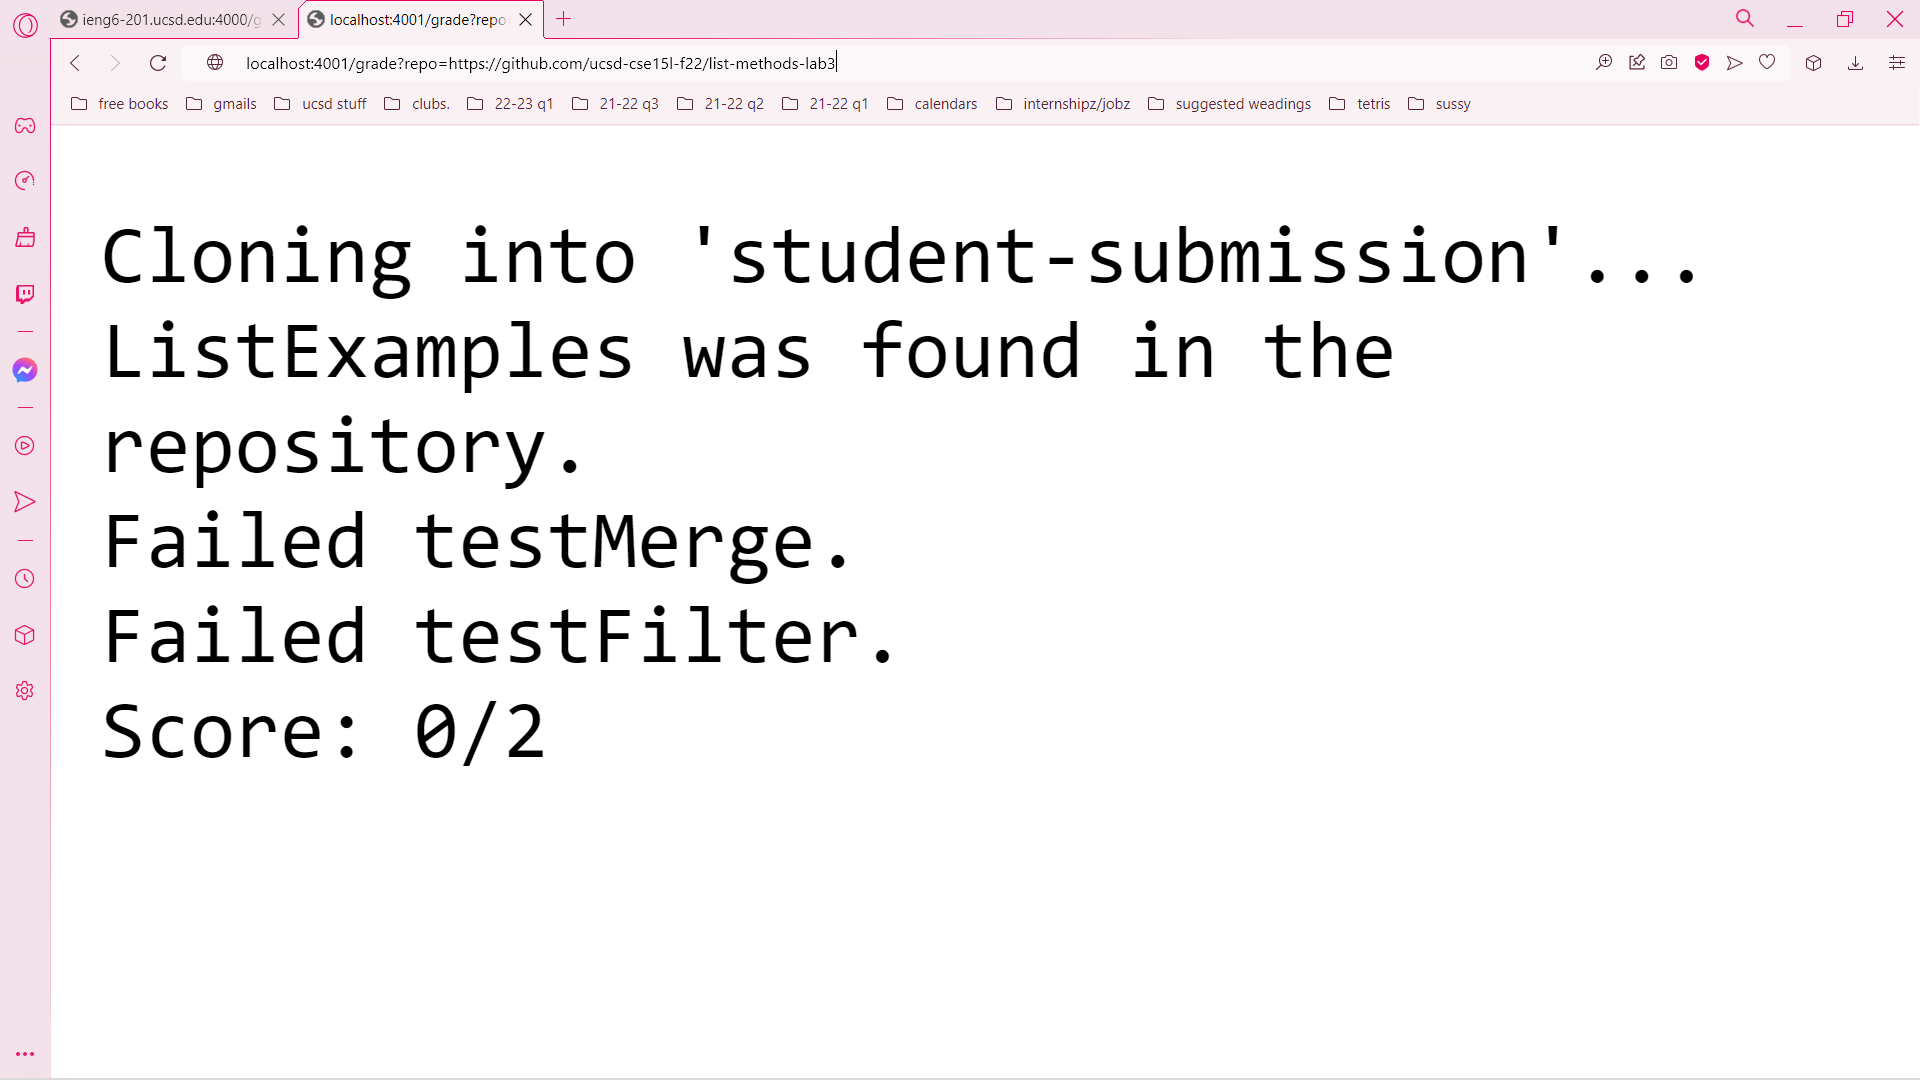 ieng6-201.ucsd.edu:4000/g
localhost:4001/grade?repo
localhost:4001/grade?repo=https://github.com/ucsd-cse15l-f22/list-methods-lab3
free books gmails ucsd stuff clubs. 22-23 q1 21-22 q3 21-22 q2 21-22 q1 calendars internshipz/jobz suggested weadings tetris sussy
Cloning into 'student-submission'...
ListExamples was found in the
repository.
Failed testMerge.
Failed testFilter.
Score: 0/2